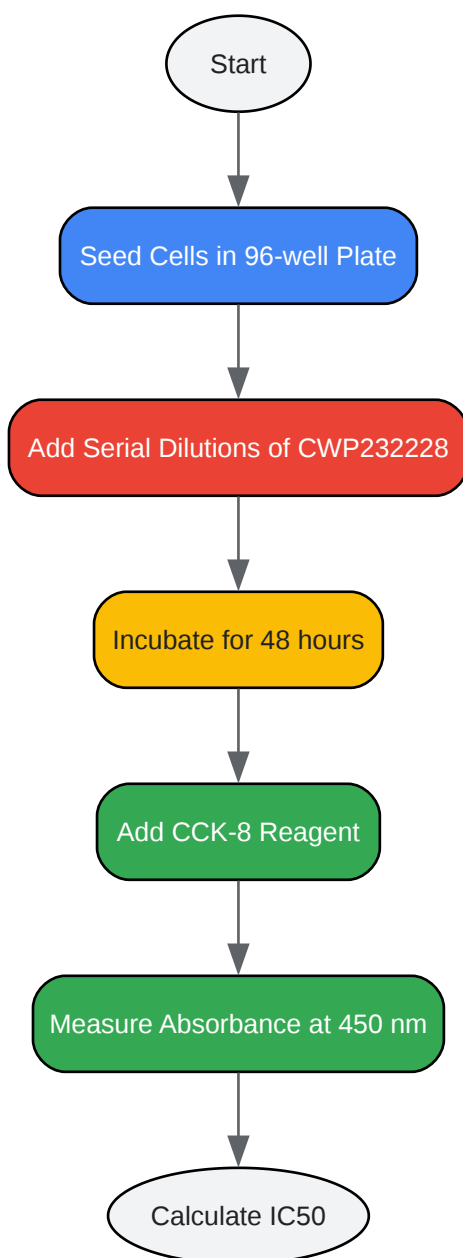 Start
Seed Cells in 96-well Plate
Add Serial Dilutions of CWP232228
Incubate for 48 hours
Add CCK-8 Reagent
Measure Absorbance at 450 nm
Calculate IC50